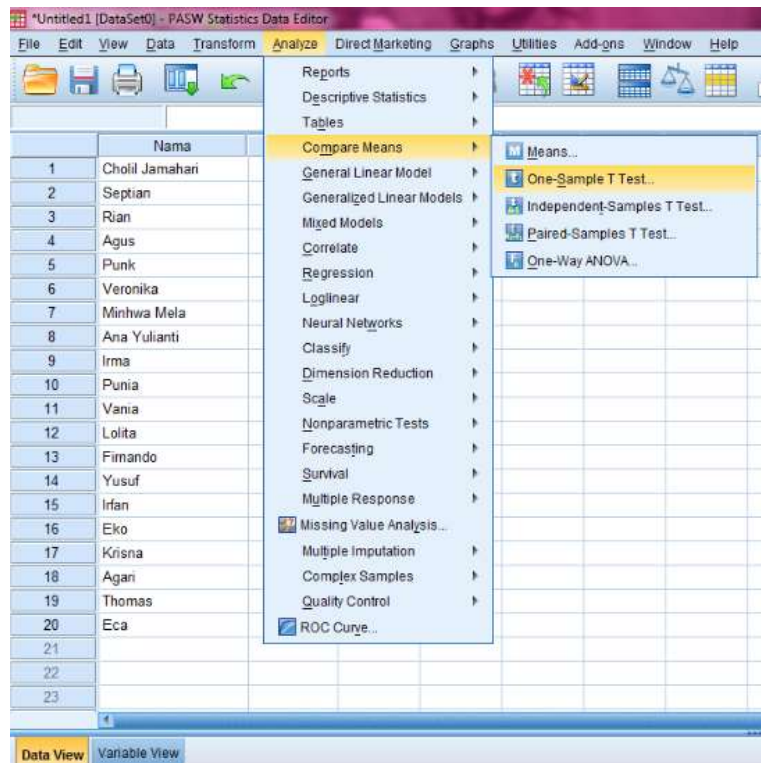 *Untitled1 [DataSet0] - PASW Statistics Data Editor
File Edit View Data Transform Analyze Direct Marketing Graphs Utilities Add-ons Window Help
Reports
Descriptive Statistics
Tables
Compare Means
General Linear Model
Generalized Linear Models
Mixed Models
Correlate
Regression
Loglinear
Neural Networks
Classify
Dimension Reduction
Scale
Nonparametric Tests
Forecasting
Survival
Multiple Response
Missing Value Analysis...
Multiple Imputation
Complex Samples
Quality Control
ROC Curve...
Means...
One-Sample T Test...
Independent-Samples T Test...
Paired-Samples T Test...
One-Way ANOVA...
Nama
1 Cholil Jamahari
2 Septian
3 Rian
4 Agus
5 Punk
6 Veronika
7 Minhwa Mela
8 Ana Yulianti
9 Irma
10 Punia
11 Vania
12 Lolita
13 Firnando
14 Yusuf
15 Irfan
16 Eko
17 Krisna
18 Agari
19 Thomas
20 Eca
21
22
23
Data View Variable View